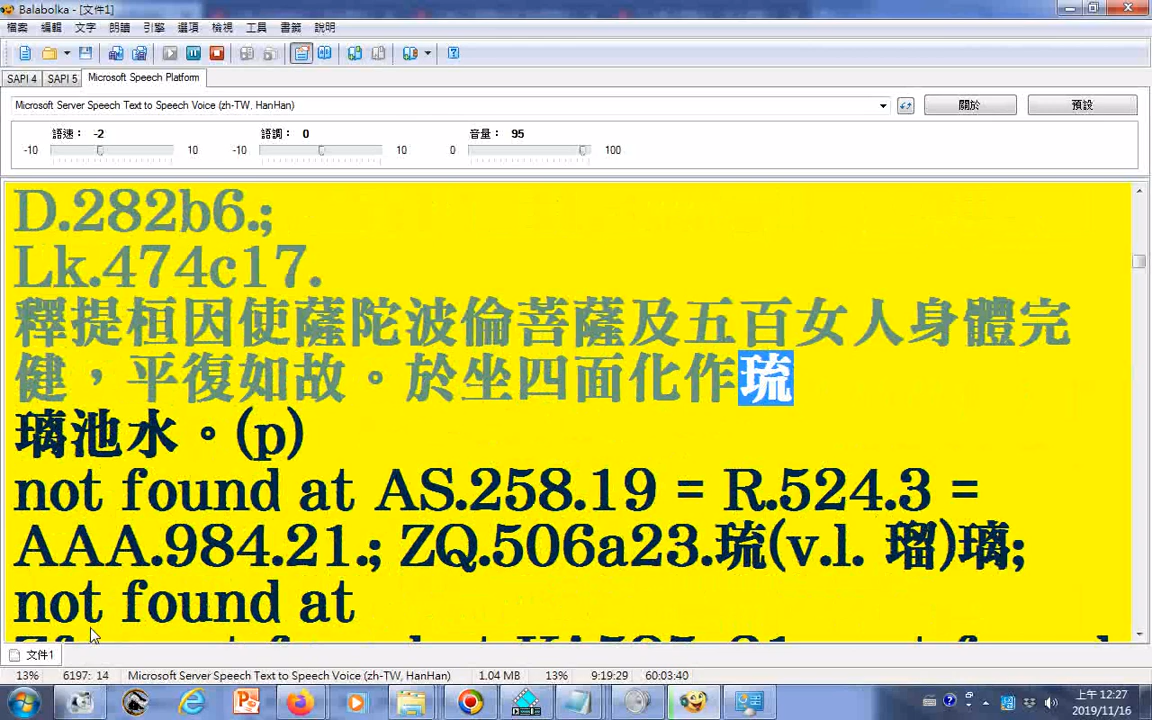 Balabolka - [文件1]
檔案 編輯 文字 朗讀 引擎 選項 檢視 工具 書籤 說明
SAPI 4 SAPI 5 Microsoft Speech Platform
Microsoft Server Speech Text to Speech Voice (zh-TW, HanHan)
關於 預設
語速： -2 語調： 0 音量： 95
-10 10 -10 10 0 100
D.282b6.;
Lk.474c17.
釋提桓因使薩陀波倫菩薩及五百女人身體完
健，平復如故。於坐四面化作琉
璃池水。(p)
not found at AS.258.19 = R.524.3 =
AAA.984.21.; ZQ.506a23.琉(v.l. 瑠)璃;
not found at
文件1
13% 6197: 14 Microsoft Server Speech Text to Speech Voice (zh-TW, HanHan) 1.04 MB 13% 9:19:29 60:03:40
上午 12:27
2019/11/16